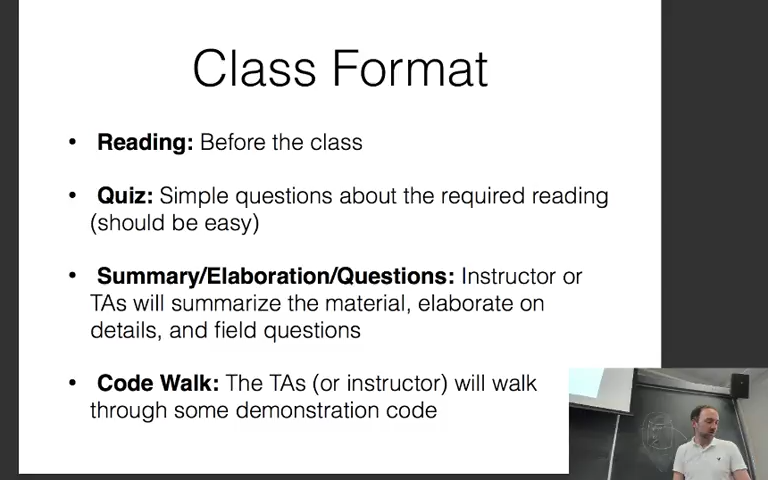 Class Format
• Reading: Before the class
• Quiz: Simple questions about the required reading
(should be easy)
• Summary/Elaboration/Questions: Instructor or
TAs will summarize the material, elaborate on
details, and field questions
• Code Walk: The TAs (or instructor) will walk
through some demonstration code